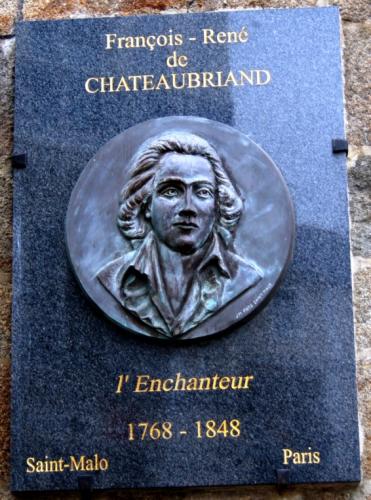 François - René
de
CHATEAUBRIAND
l' Enchanteur
1768 - 1848
Saint-Malo Paris